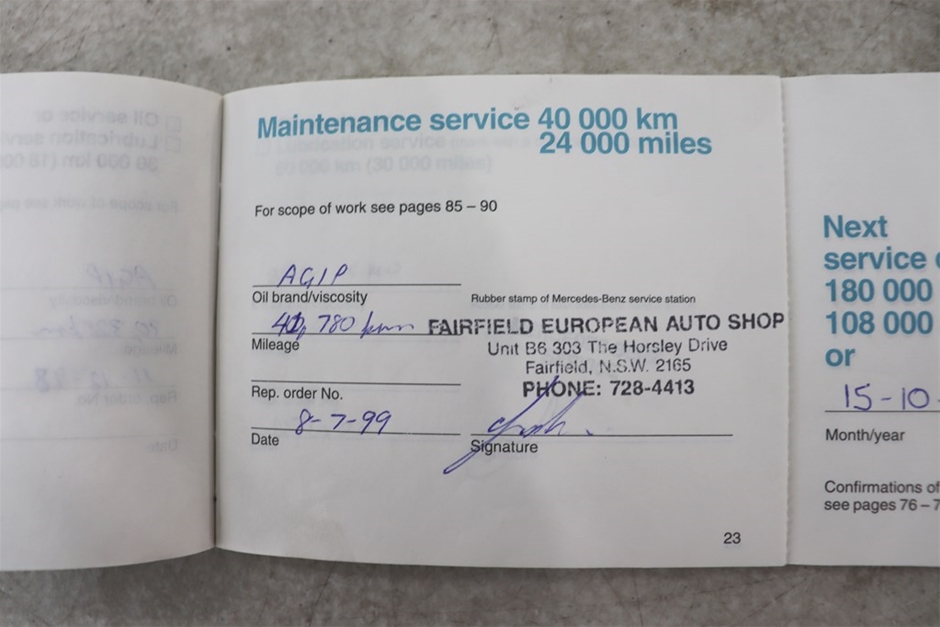 Maintenance service 40 000 km
24 000 miles
For scope of work see pages 85 – 90
AGIP
Oil brand/viscosity
Rubber stamp of Mercedes-Benz service station
780 km
Mileage
FAIRFIELD EUROPEAN AUTO SHOP
Unit B6 303 The Horsley Drive
Fairfield, N.S.W. 2165
PHONE: 728-4413
Rep. order No.
8-7-99
Date
Signature
23
Next
service
180 000
108 000
or
15-10-
Month/year
Confirmations of
see pages 76 –